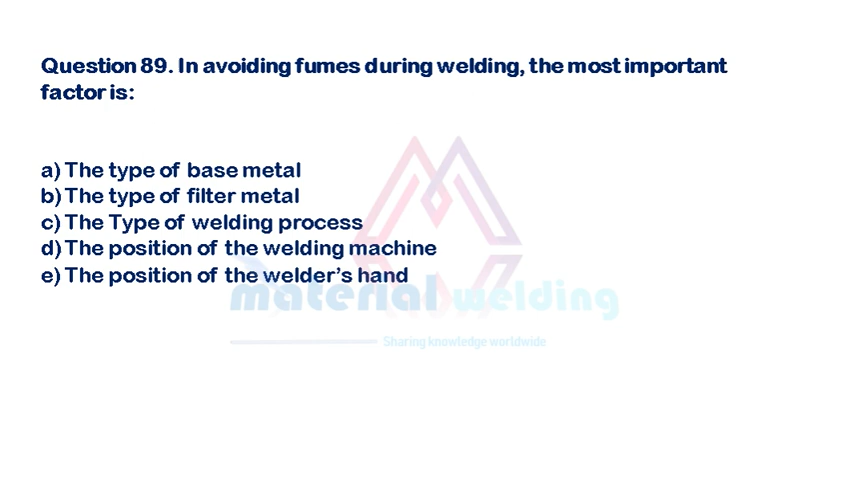 Question 89. In avoiding fumes during welding, the most important
factor is:
a) The type of base metal
b) The type of filter metal
c) The Type of welding process
d) The position of the welding machine
e) The position of the welder's hand
material welding
Sharing knowledge worldwide